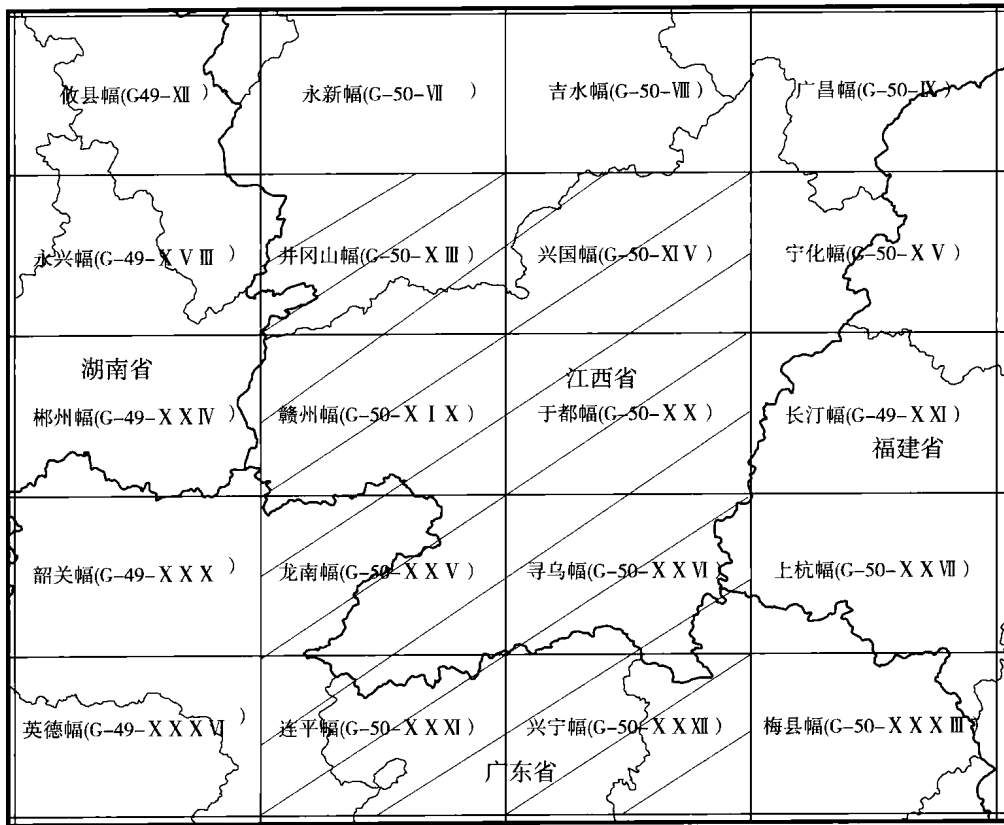 攸县幅(G49-Ⅻ)
永新幅(G-50-Ⅶ)
吉水幅(G-50-Ⅷ)
广昌幅(G-50-Ⅸ)
永兴幅(G-49-ⅩⅤⅢ)
井冈山幅(G-50-ⅩⅢ)
兴国幅(G-50-ⅪⅤ)
宁化幅(G-50-ⅩⅤ)
湖南省
江西省
郴州幅(G-49-ⅩⅩⅣ)
赣州幅(G-50-ⅩⅠⅩ)
于都幅(G-50-ⅩⅩ)
长汀幅(G-49-ⅩⅪ)
福建省
韶关幅(G-49-ⅩⅩⅩ)
龙南幅(G-50-ⅩⅩⅤ)
寻乌幅(G-50-ⅩⅩⅥ)
上杭幅(G-50-ⅩⅩⅦ)
英德幅(G-49-ⅩⅩⅩⅥ)
连平幅(G-50-ⅩⅩⅪ)
兴宁幅(G-50-ⅩⅩⅫ)
梅县幅(G-50-ⅩⅩⅩⅢ)
广东省